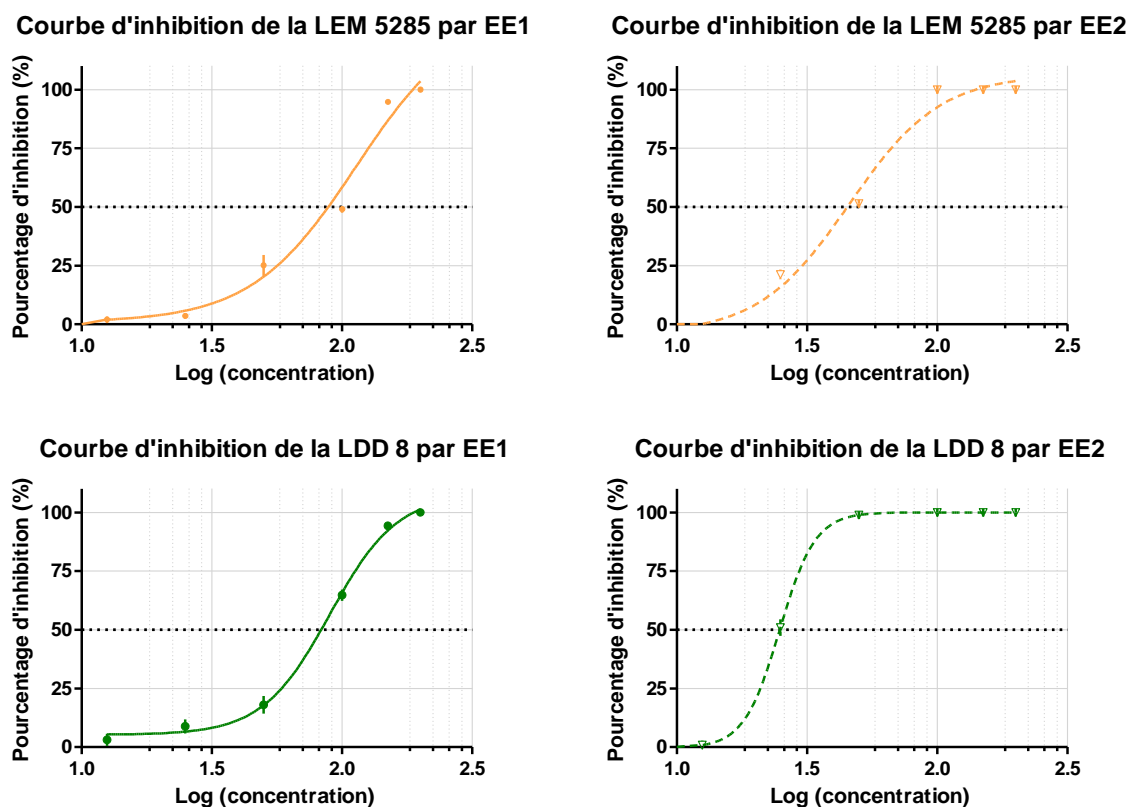 Courbe d'inhibition de la LEM 5285 par EE1
Pourcentage d'inhibition (%)
100
75
50
25
0
1.0 1.5 2.0 2.5
Log (concentration)
Courbe d'inhibition de la LEM 5285 par EE2
Pourcentage d'inhibition (%)
100
75
50
25
0
1.0 1.5 2.0 2.5
Log (concentration)
Courbe d'inhibition de la LDD 8 par EE1
Pourcentage d'inhibition (%)
100
75
50
25
0
1.0 1.5 2.0 2.5
Log (concentration)
Courbe d'inhibition de la LDD 8 par EE2
Pourcentage d'inhibition (%)
100
75
50
25
0
1.0 1.5 2.0 2.5
Log (concentration)